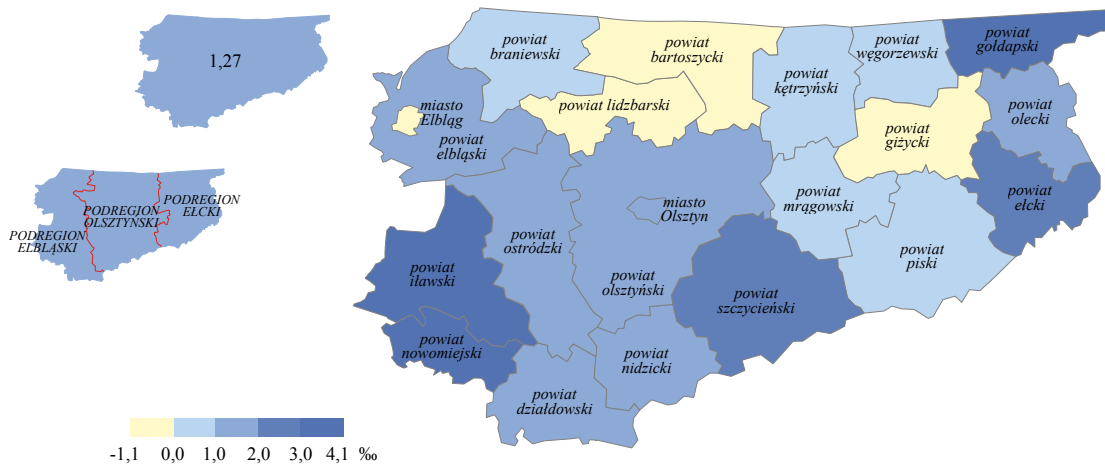 1,27
PODREGION
EŁCKI
PODREGION
OLSZTYŃSKI
PODREGION
ELBLĄSKI
powiat
braniewski
powiat
bartoszycki
powiat
kętrzyński
powiat
węgorzewski
powiat
gołdapski
miasto
Elbląg
powiat
elbląski
powiat lidzbarski
powiat
giżycki
powiat
olecki
powiat
ełcki
powiat
mrągowski
miasto
Olsztyn
powiat
ostródzki
powiat
piski
powiat
iławski
powiat
olsztyński
powiat
szczycieński
powiat
nowomiejski
powiat
nidzicki
powiat
działdowski
-1,1 0,0 1,0 2,0 3,0 4,1 ‰